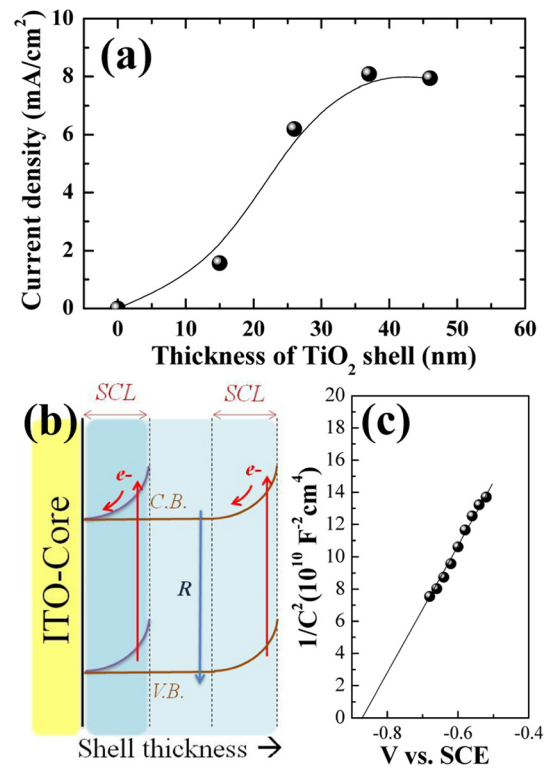 (a)
Current density (mA/cm²)
8
6
4
2
0
0 10 20 30 40 50 60
Thickness of TiO₂ shell (nm)
(b)
SCL SCL
e- e-
C.B.
R
V.B.
ITO-Core
Shell thickness →
(c)
1/C²(10¹⁰ F⁻²cm⁴)
20
18
16
14
12
10
8
6
4
2
0
-0.8 -0.6 -0.4
V vs. SCE